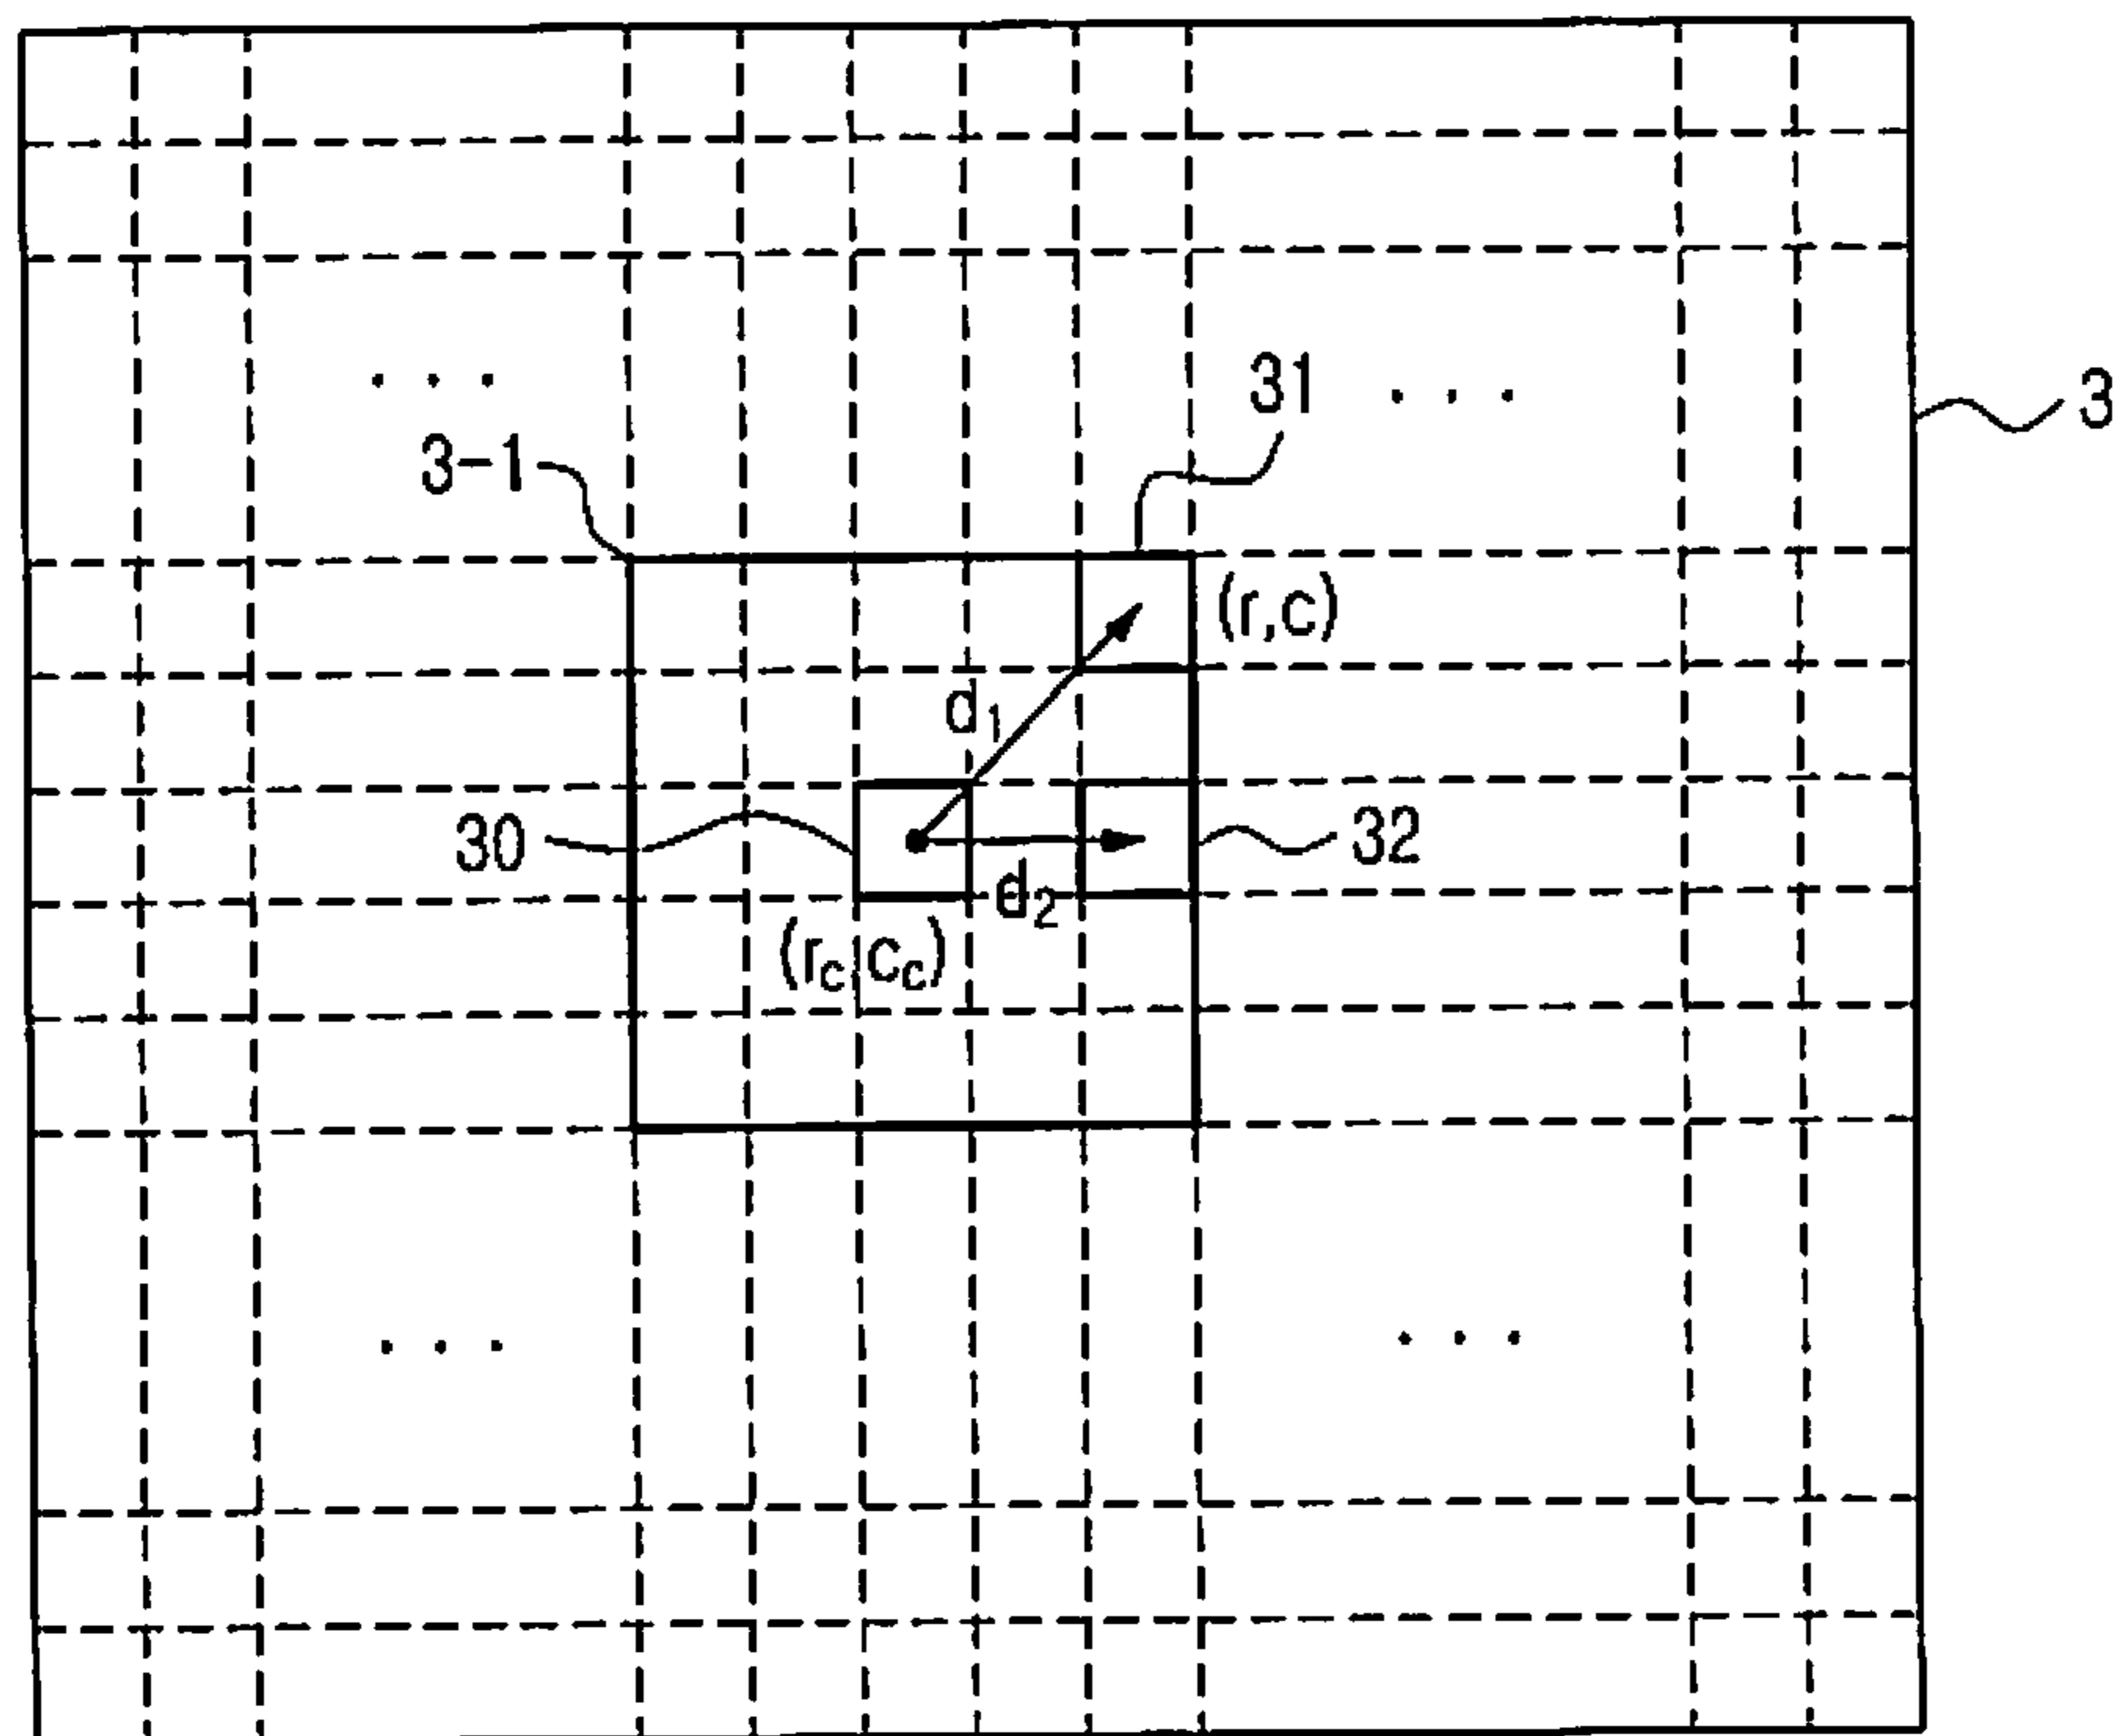 . . .
31
. . .
3
3-1
(r,c)
d1
30
32
d2
(rc,cc)
. . .
. . .